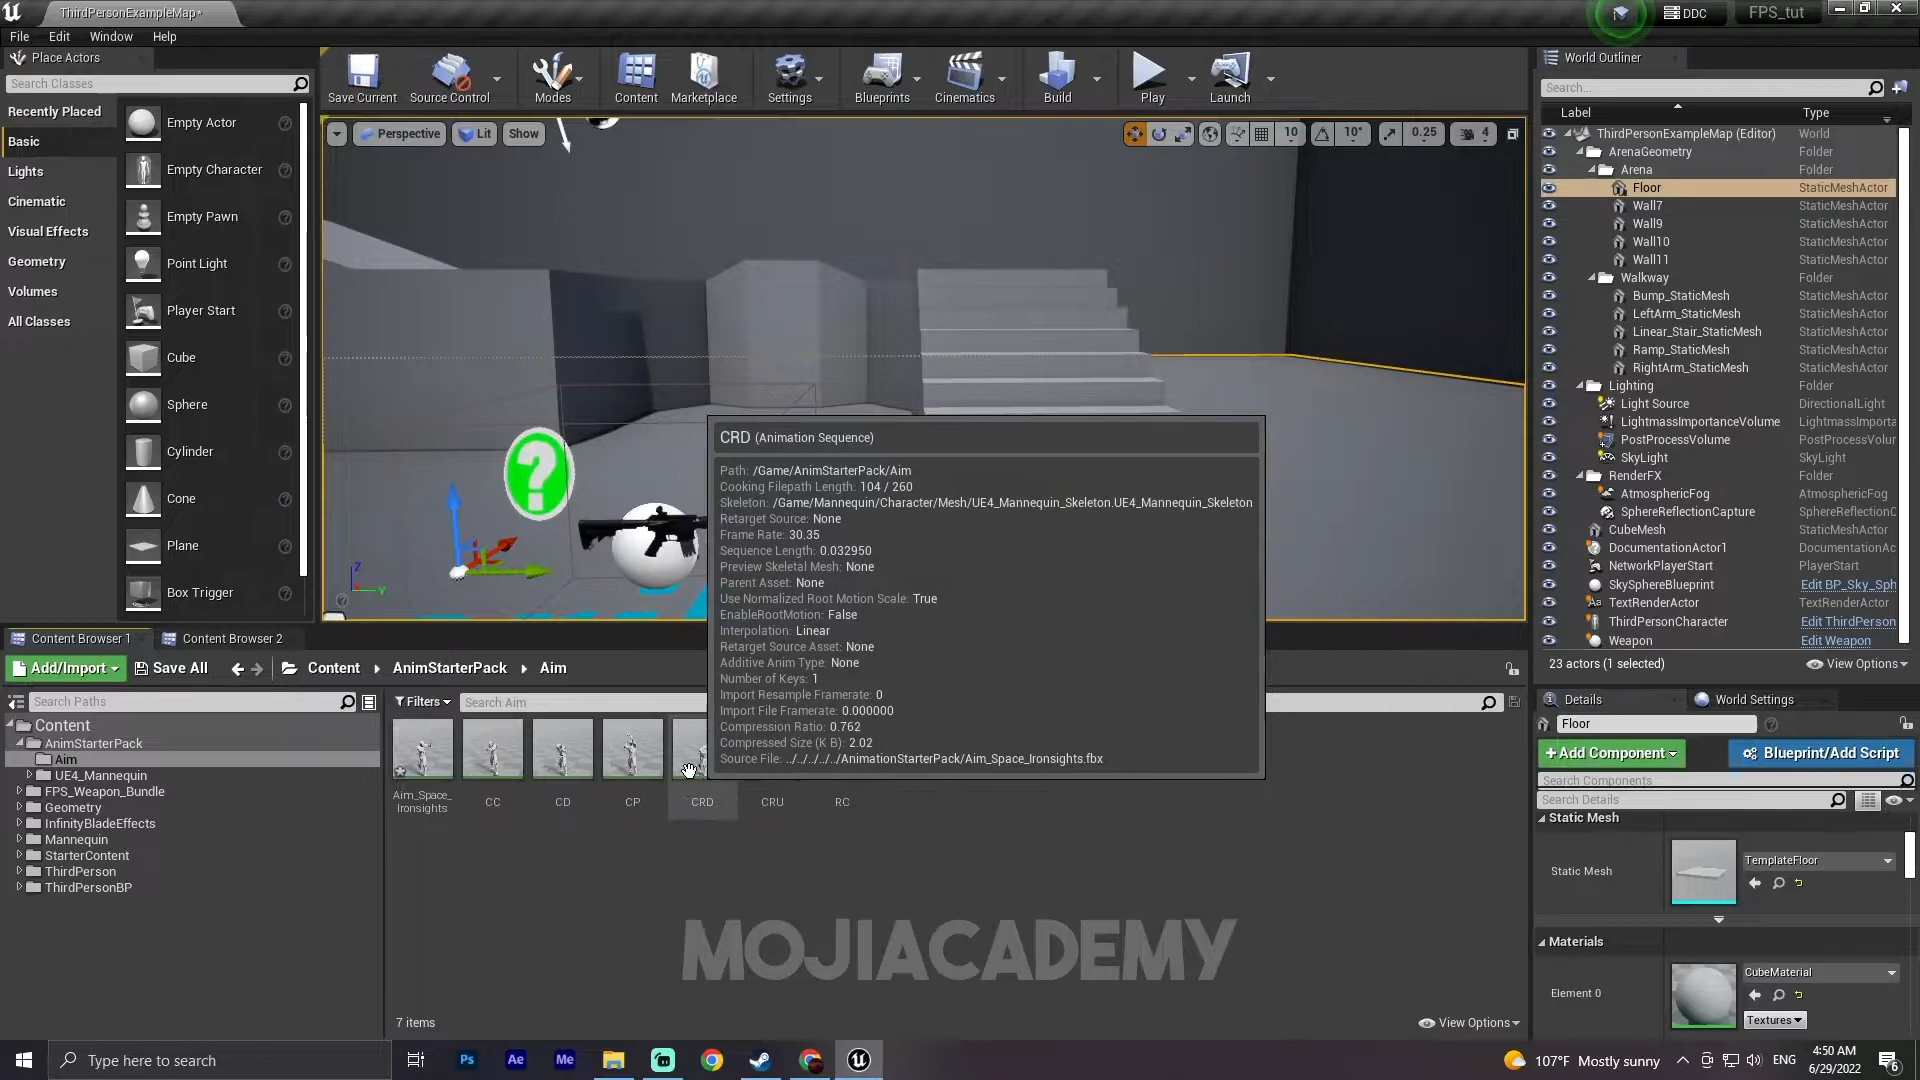 ThirdPersonExampleMap*
DDC
FPS_tut
File
Edit
Window
Help
Place Actors
Search Classes
Recently Placed
Basic
Lights
Cinematic
Visual Effects
Geometry
Volumes
All Classes
Empty Actor
Empty Character
Empty Pawn
Point Light
Player Start
Cube
Sphere
Cylinder
Cone
Plane
Box Trigger
Save Current
Source Control
Modes
Content
Marketplace
Settings
Blueprints
Cinematics
Build
Play
Launch
Perspective
Lit
Show
10
10°
0.25
4
Z
Y
CRD (Animation Sequence)
Path: /Game/AnimStarterPack/Aim
Cooking Filepath Length: 104 / 260
Skeleton: /Game/Mannequin/Character/Mesh/UE4_Mannequin_Skeleton.UE4_Mannequin_Skeleton
Retarget Source: None
Frame Rate: 30.35
Sequence Length: 0.032950
Preview Skeletal Mesh: None
Parent Asset: None
Use Normalized Root Motion Scale: True
EnableRootMotion: False
Interpolation: Linear
Retarget Source Asset: None
Additive Anim Type: None
Number of Keys: 1
Import Resample Framerate: 0
Import File Framerate: 0.000000
Compression Ratio: 0.762
Compressed Size (K B): 2.02
Source File: ../../../../../AnimationStarterPack/Aim_Space_Ironsights.fbx
World Outliner
Search...
Label Type
ThirdPersonExampleMap (Editor) World
ArenaGeometry Folder
Arena Folder
Floor StaticMeshActor
Wall7 StaticMeshActor
Wall9 StaticMeshActor
Wall10 StaticMeshActor
Wall11 StaticMeshActor
Walkway Folder
Bump_StaticMesh StaticMeshActor
LeftArm_StaticMesh StaticMeshActor
Linear_Stair_StaticMesh StaticMeshActor
Ramp_StaticMesh StaticMeshActor
RightArm_StaticMesh StaticMeshActor
Lighting Folder
Light Source DirectionalLight
LightmassImportanceVolume LightmassImporta
PostProcessVolume PostProcessVolur
SkyLight SkyLight
RenderFX Folder
AtmosphericFog AtmosphericFog
SphereReflectionCapture SphereReflectionC
CubeMesh StaticMeshActor
DocumentationActor1 DocumentationAc
NetworkPlayerStart PlayerStart
SkySphereBlueprint Edit BP_Sky_Sph
TextRenderActor TextRenderActor
ThirdPersonCharacter Edit ThirdPerson
Weapon Edit Weapon
23 actors (1 selected)
View Options
Content Browser 1
Content Browser 2
Add/Import
Save All
Content
AnimStarterPack
Aim
Search Paths
Filters
Search Aim
Content
AnimStarterPack
Aim
UE4_Mannequin
FPS_Weapon_Bundle
Geometry
InfinityBladeEffects
Mannequin
StarterContent
ThirdPerson
ThirdPersonBP
Aim_Space_
Ironsights
CC
CD
CP
CRD
CRU
RC
MOJIACADEMY
7 items
View Options
Details
World Settings
Floor
+Add Component
Blueprint/Add Script
Search Components
Search Details
Static Mesh
Static Mesh
TemplateFloor
Materials
Element 0
CubeMaterial
Textures
Type here to search
Ps
Ae
Me
107°F Mostly sunny
ENG
4:50 AM
6/29/2022
6